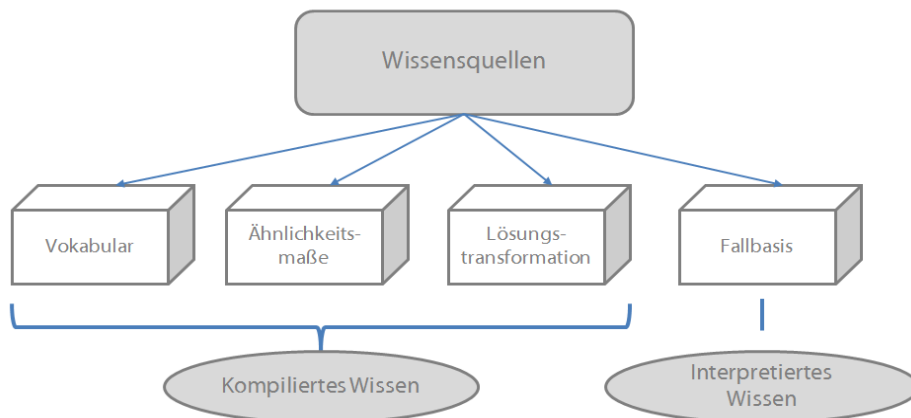 Wissensquellen
Vokabular
Ähnlichkeits-
maße
Lösungs-
transformation
Fallbasis
Kompiliertes Wissen
Interpretiertes
Wissen